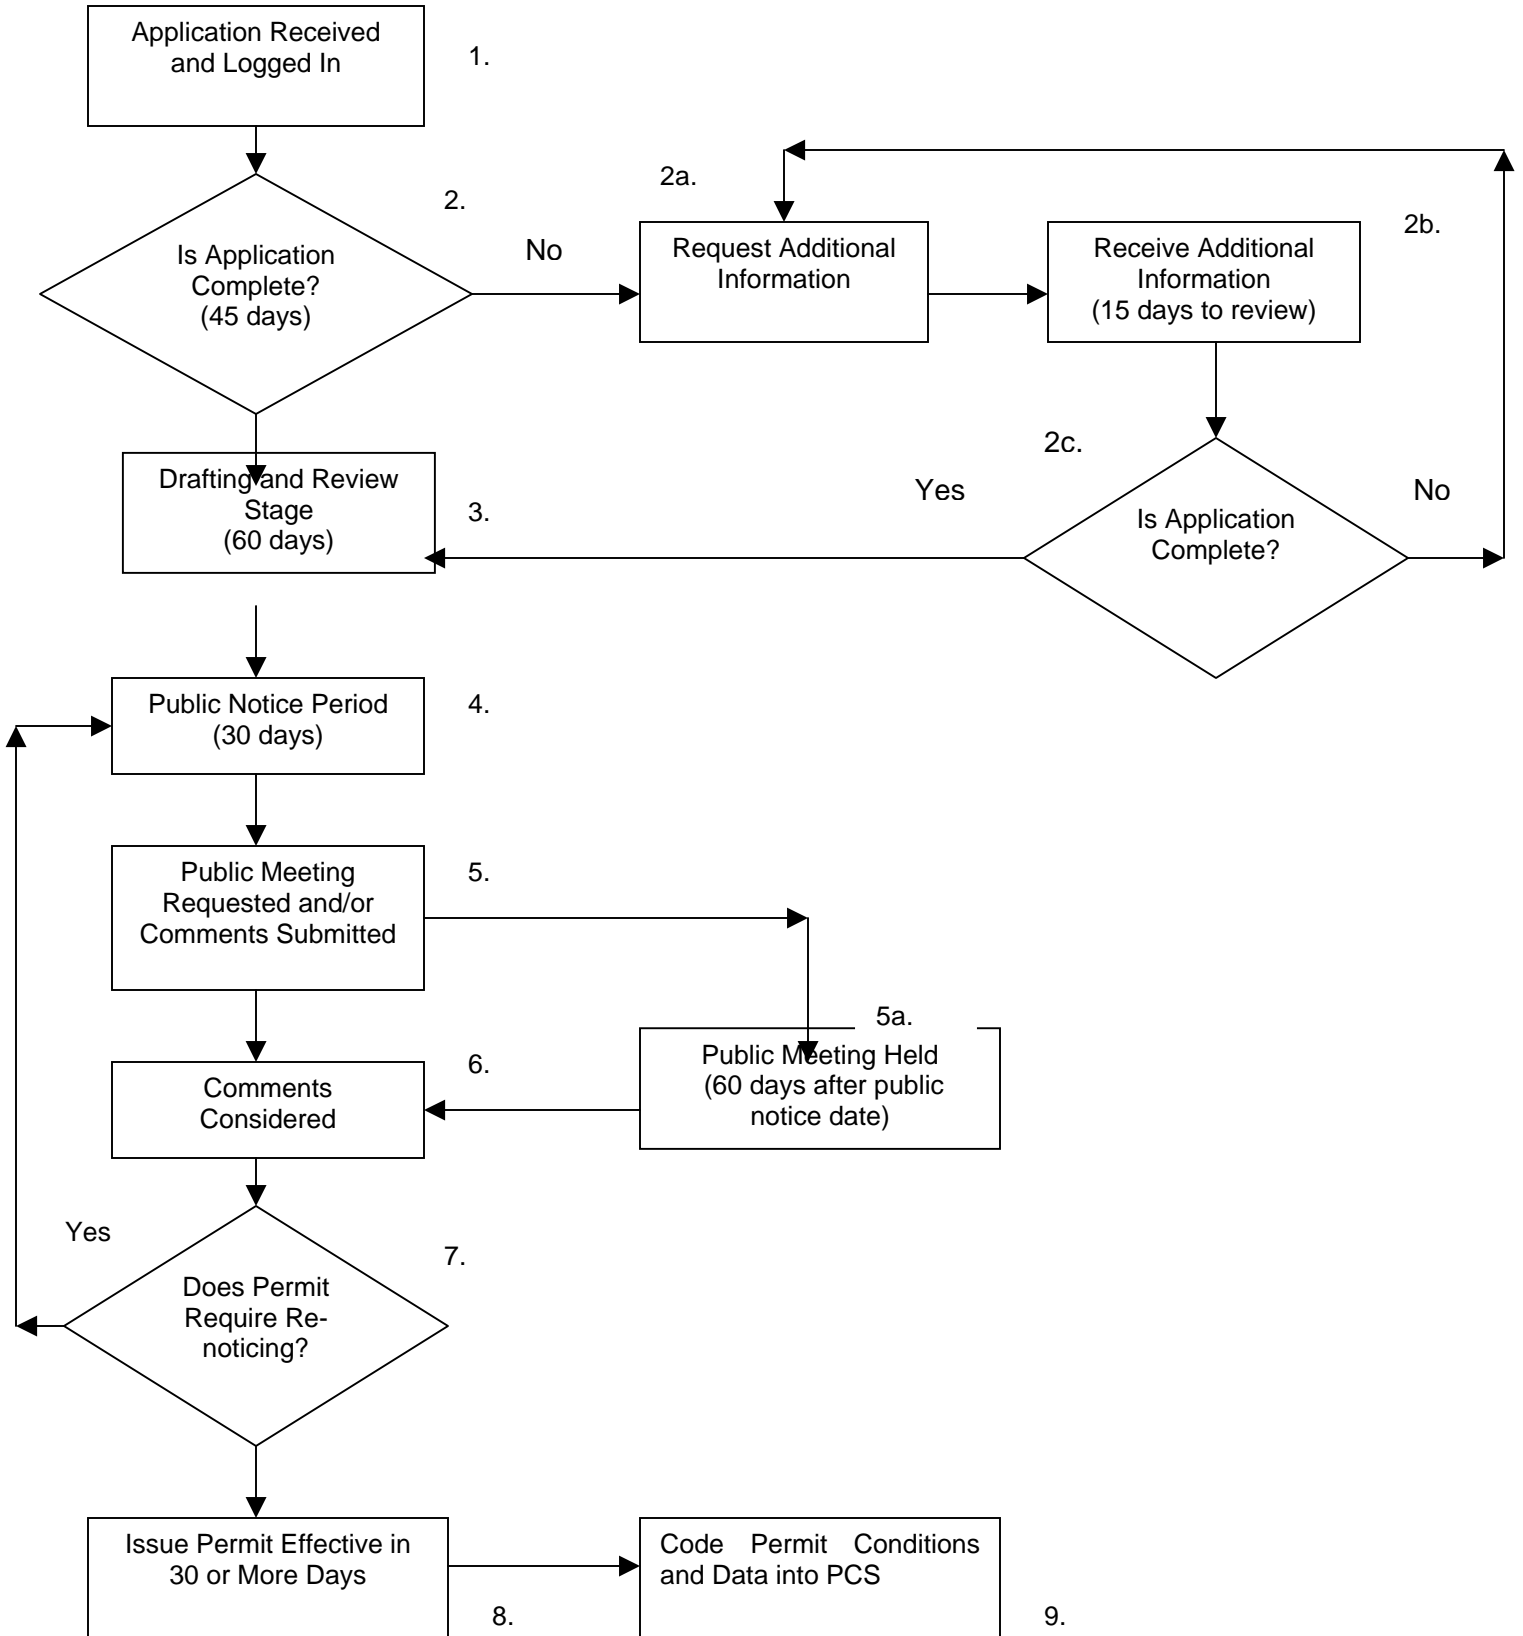 Application Received
and Logged In
1.
2.
Is Application
Complete?
(45 days)
No
2a.
Request Additional
Information
2b.
Receive Additional
Information
(15 days to review)
2c.
Yes
No
Is Application
Complete?
Drafting and Review
Stage
(60 days)
3.
Public Notice Period
(30 days)
4.
Public Meeting
Requested and/or
Comments Submitted
5.
5a.
Public Meeting Held
(60 days after public
notice date)
6.
Comments
Considered
Yes
7.
Does Permit
Require Re-
noticing?
Issue Permit Effective in
30 or More Days
8.
Code Permit Conditions
and Data into PCS
9.